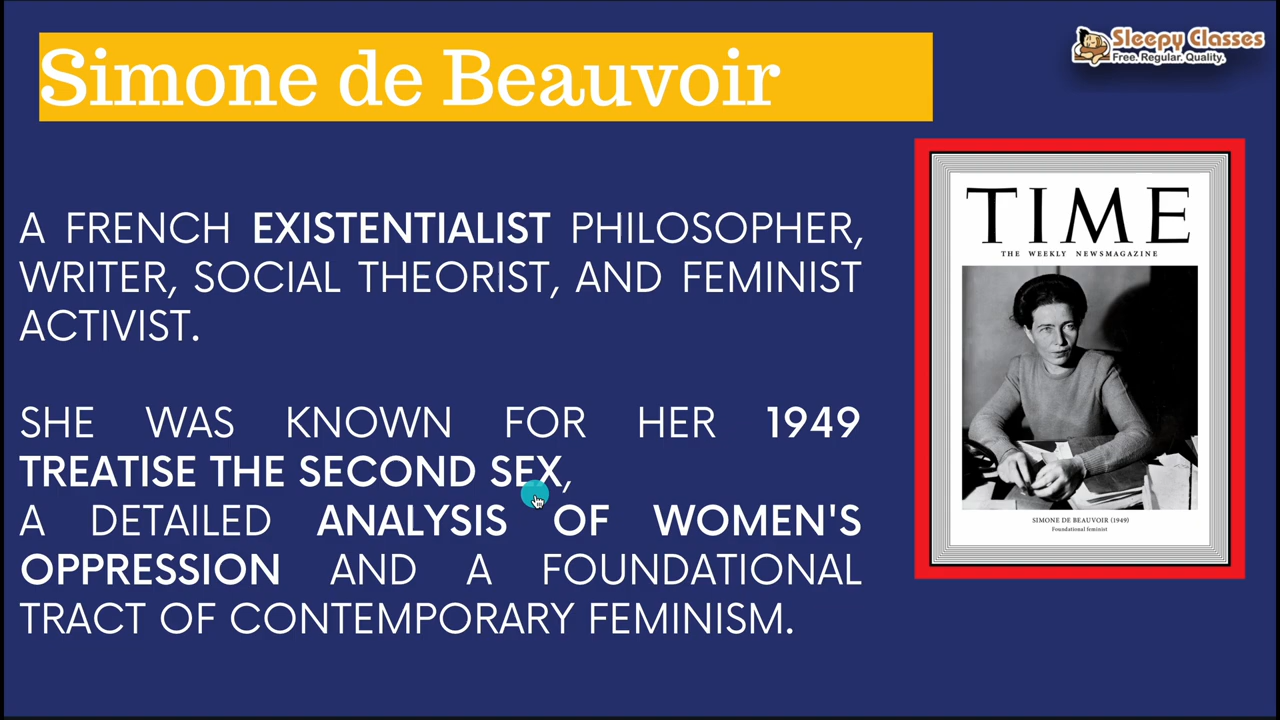 Simone de Beauvoir
Sleepy Classes
Free. Regular. Quality.
A FRENCH EXISTENTIALIST PHILOSOPHER,
WRITER, SOCIAL THEORIST, AND FEMINIST
ACTIVIST.
SHE WAS KNOWN FOR HER 1949
TREATISE THE SECOND SEX,
A DETAILED ANALYSIS OF WOMEN'S
OPPRESSION AND A FOUNDATIONAL
TRACT OF CONTEMPORARY FEMINISM.
TIME
THE WEEKLY NEWSMAGAZINE
SIMONE DE BEAUVOIR (1949)
Foundational feminist